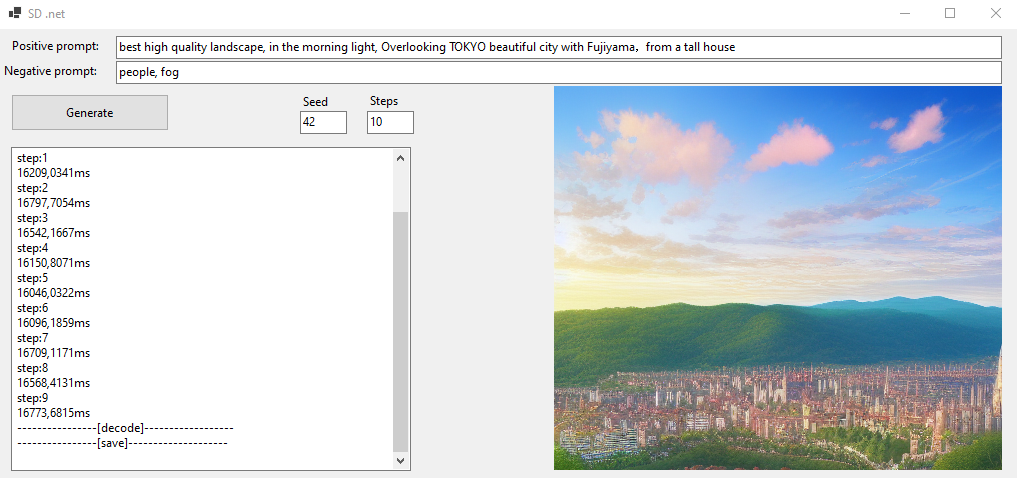 SD .net
Positive prompt:
best high quality landscape, in the morning light, Overlooking TOKYO beautiful city with Fujiyama， from a tall house
Negative prompt:
people, fog
Generate
Seed
Steps
42
10
step:1
16209,0341ms
step:2
16797,7054ms
step:3
16542,1667ms
step:4
16150,8071ms
step:5
16046,0322ms
step:6
16096,1859ms
step:7
16709,1171ms
step:8
16568,4131ms
step:9
16773,6815ms
----------------[decode]------------------
----------------[save]--------------------